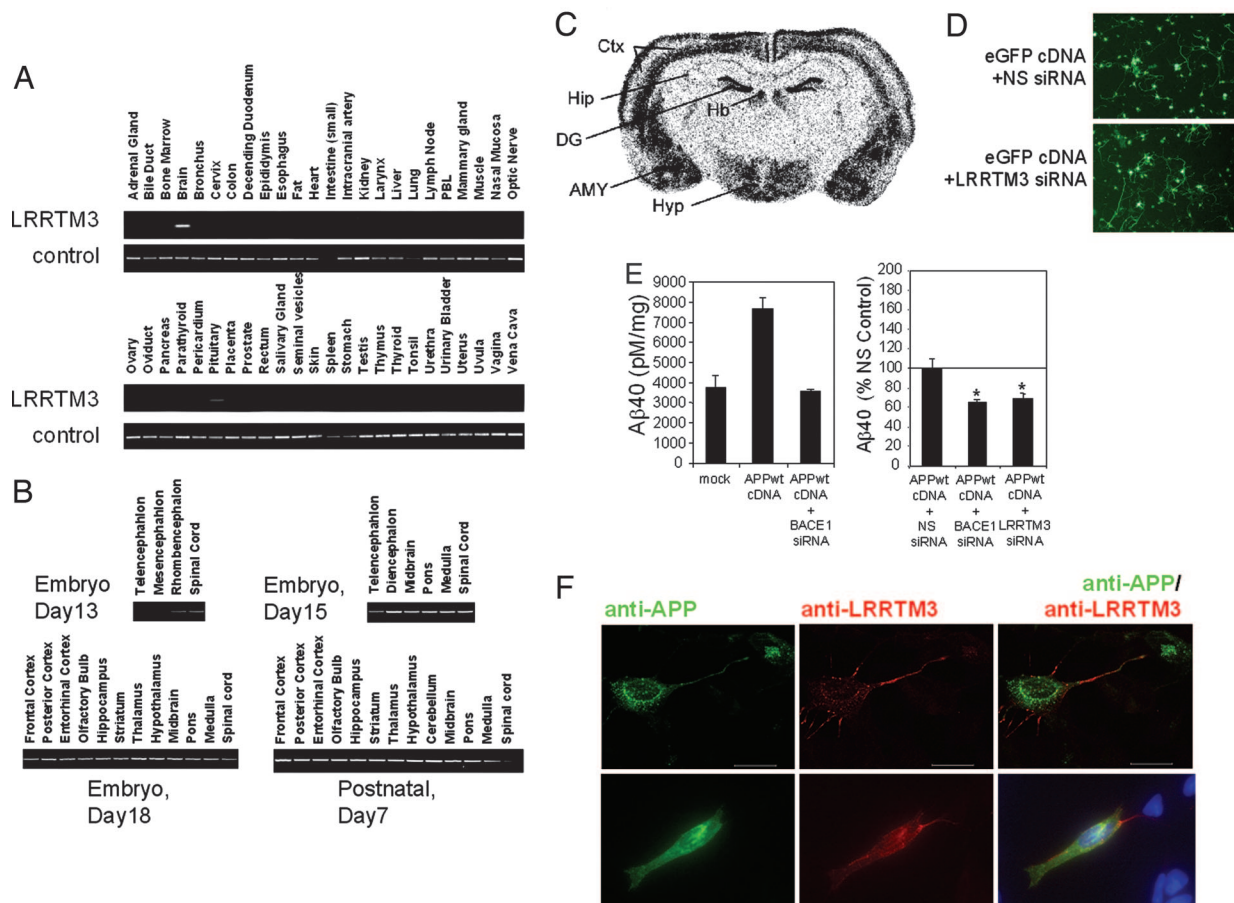 A
Adrenal Gland
Bile Duct
Bone Marrow
Brain
Bronchus
Cervix
Colon
Decending Duodenum
Epididymis
Esophagus
Fat
Heart
Intestine (small)
Intracranial artery
Kidney
Larynx
Liver
Lung
Lymph Node
PBL
Mammary gland
Muscle
Nasal Mucosa
Optic Nerve
LRRTM3
control
Ovary
Oviduct
Pancreas
Parathyroid
Pericardium
Pituitary
Placenta
Prostate
Rectum
Salivary Gland
Seminal vesicles
Skin
Spleen
Stomach
Testis
Thymus
Thyroid
Tonsil
Urethra
Urinary Bladder
Uterus
Uvula
Vagina
Vena Cava
LRRTM3
control
B
Embryo
Day13
Telencephahlon
Mesencephahlon
Rhombencephalon
Spinal Cord
Embryo,
Day15
Telencephahlon
Diencephalon
Midbrain
Pons
Medulla
Spinal Cord
Frontal Cortex
Posterior Cortex
Entorhinal Cortex
Olfactory Bulb
Hippocampus
Striatum
Thalamus
Hypothalamus
Midbrain
Pons
Medulla
Spinal cord
Embryo,
Day18
Frontal Cortex
Posterior Cortex
Entorhinal Cortex
Olfactory Bulb
Hippocampus
Striatum
Thalamus
Hypothalamus
Cerebellum
Midbrain
Pons
Medulla
Spinal cord
Postnatal,
Day7
C
Ctx
Hip
DG
AMY
Hb
Hyp
D
eGFP cDNA
+NS siRNA
eGFP cDNA
+LRRTM3 siRNA
E
Aβ40 (pM/mg)
9000
8000
7000
6000
5000
4000
3000
2000
1000
0
mock
APPwt
cDNA
APPwt
cDNA
+
BACE1
siRNA
Aβ40 (% NS Control)
200
180
160
140
120
100
80
60
40
20
0
*
*
APPwt
cDNA
+
NS
siRNA
APPwt
cDNA
+
BACE1
siRNA
APPwt
cDNA
+
LRRTM3
siRNA
F
anti-APP
anti-LRRTM3
anti-APP/
anti-LRRTM3